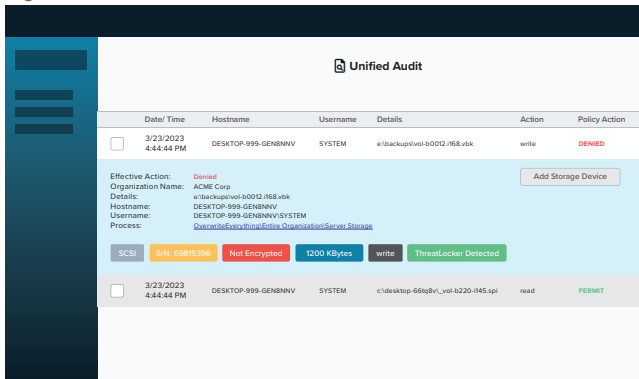 Unified Audit
Date/ Time Hostname Username Details Action Policy Action
3/23/2023
4:44:44 PM DESKTOP-999-GEN8NNV SYSTEM e:\backups\vol-b0012.i168.vbk write DENIED
Effective Action: Denied
Add Storage Device
Organization Name: ACME Corp
Details: e:\backups\vol-b0012.i168.vbk
Hostname: DESKTOP-999-GEN8NNV
Username: DESKTOP-999-GEN8NNV\SYSTEM
Process: OverwriteEverything\Entire Organization\Server Storage
SCSI S/N: 69815396 Not Encrypted 1200 KBytes write ThreatLocker Detected
3/23/2023
4:44:44 PM DESKTOP-999-GEN8NNV SYSTEM c:\desktop-66tq8v\_vol-b220-i145.spi read PERMIT